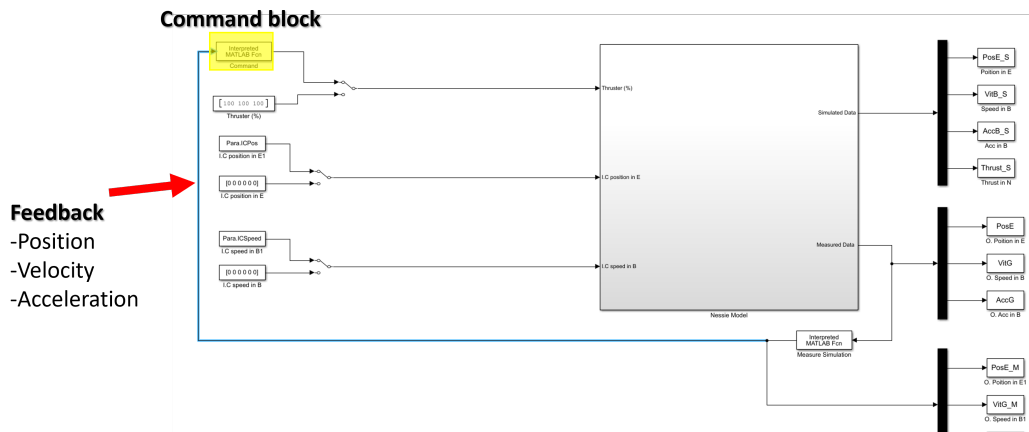 Command block
Interpreted
MATLAB Fcn
Command
[100 100 100]
Thruster (%)
Para.ICPos
I.C position in E1
[0 0 0 0 0 0]
I.C position in E
Para.ICSpeed
I.C speed in B1
[0 0 0 0 0 0]
I.C speed in B
Feedback
-Position
-Velocity
-Acceleration
Thruster (%)
I.C position in E
I.C speed in B
Simulated Data
Measured Data
Nessie Model
Interpreted
MATLAB Fcn
Measure Simulation
PosE_S
Poition in E
VitB_S
Speed in B
AccB_S
Acc in B
Thrust_S
Thrust in N
PosE
O. Poition in E
VitG
O. Speed in B
AccG
O. Acc in B
PosE_M
O. Poition in E1
VitG_M
O. Speed in B1